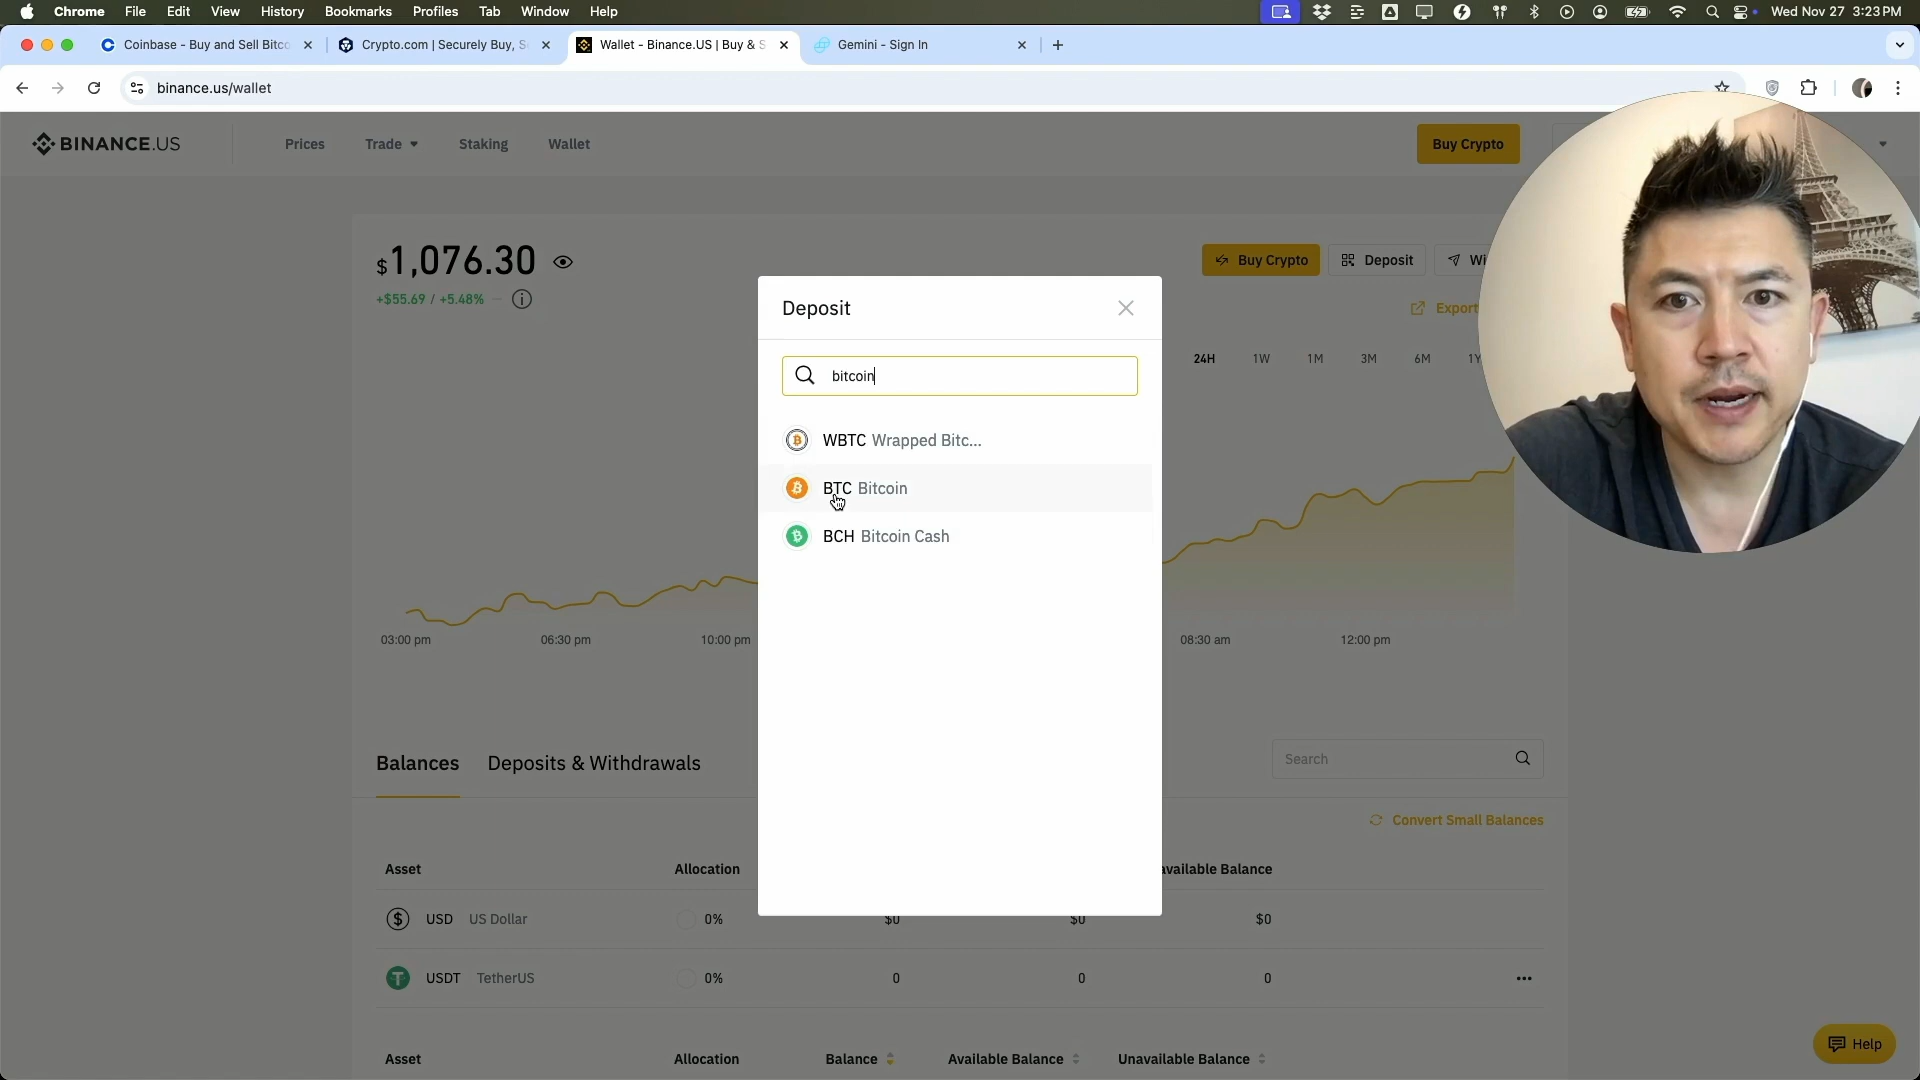 Chrome File Edit View History Bookmarks Profiles Tab Window Help Wed Nov 27 3:23 PM
Coinbase - Buy and Sell Bitco Crypto.com | Securely Buy, S Wallet - Binance.US | Buy & S Gemini - Sign In
binance.us/wallet
BINANCE.US Prices Trade Staking Wallet Buy Crypto
$1,076.30
+$55.69 / +5.48%
Buy Crypto Deposit Wi
Export
24H 1W 1M 3M 6M 1Y
Deposit
bitcoin
WBTC Wrapped Bitc...
BTC Bitcoin
BCH Bitcoin Cash
03:00 pm 06:30 pm 10:00 pm 08:30 am 12:00 pm
Balances Deposits & Withdrawals Search
Convert Small Balances
Asset Allocation available Balance
USD US Dollar 0% $0 $0 $0
USDT TetherUS 0% 0 0 0
Asset Allocation Balance Available Balance Unavailable Balance
Help